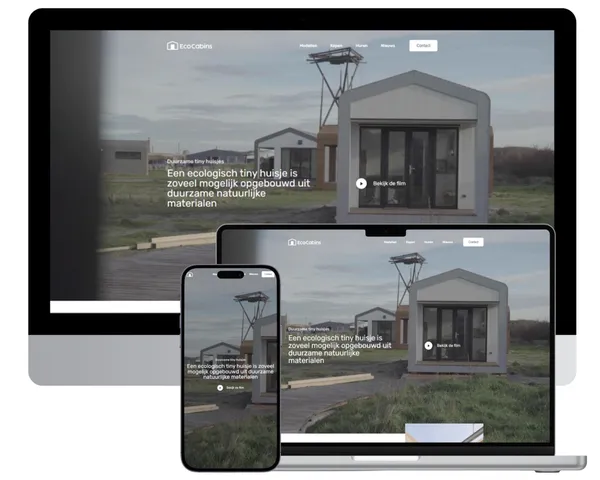 EcoCabins
Modellen Kopen Huren Nieuws Contact
Duurzame tiny huisjes
Een ecologisch tiny huisje is
zoveel mogelijk opgebouwd uit
duurzame natuurlijke
materialen
Bekijk de film
EcoCabins
Modellen Kopen Huren Nieuws Contact
Duurzame tiny huisjes
Een ecologisch tiny huisje is
zoveel mogelijk opgebouwd uit
duurzame natuurlijke
materialen
Bekijk de film
Nieuws
Duurzame tiny huisjes
Een ecologisch tiny huisje is
zoveel mogelijk opgebouwd uit
duurzame natuurlijke materialen
Bekijk de film